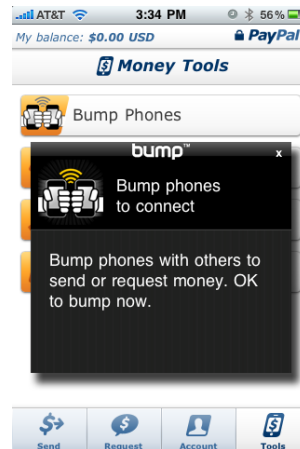 AT&T 3:34 PM 56%
My balance: $0.00 USD PayPal
Money Tools
Bump Phones
bump™ x
Bump phones
to connect
Bump phones with others to
send or request money. OK
to bump now.
Send Request Account Tools